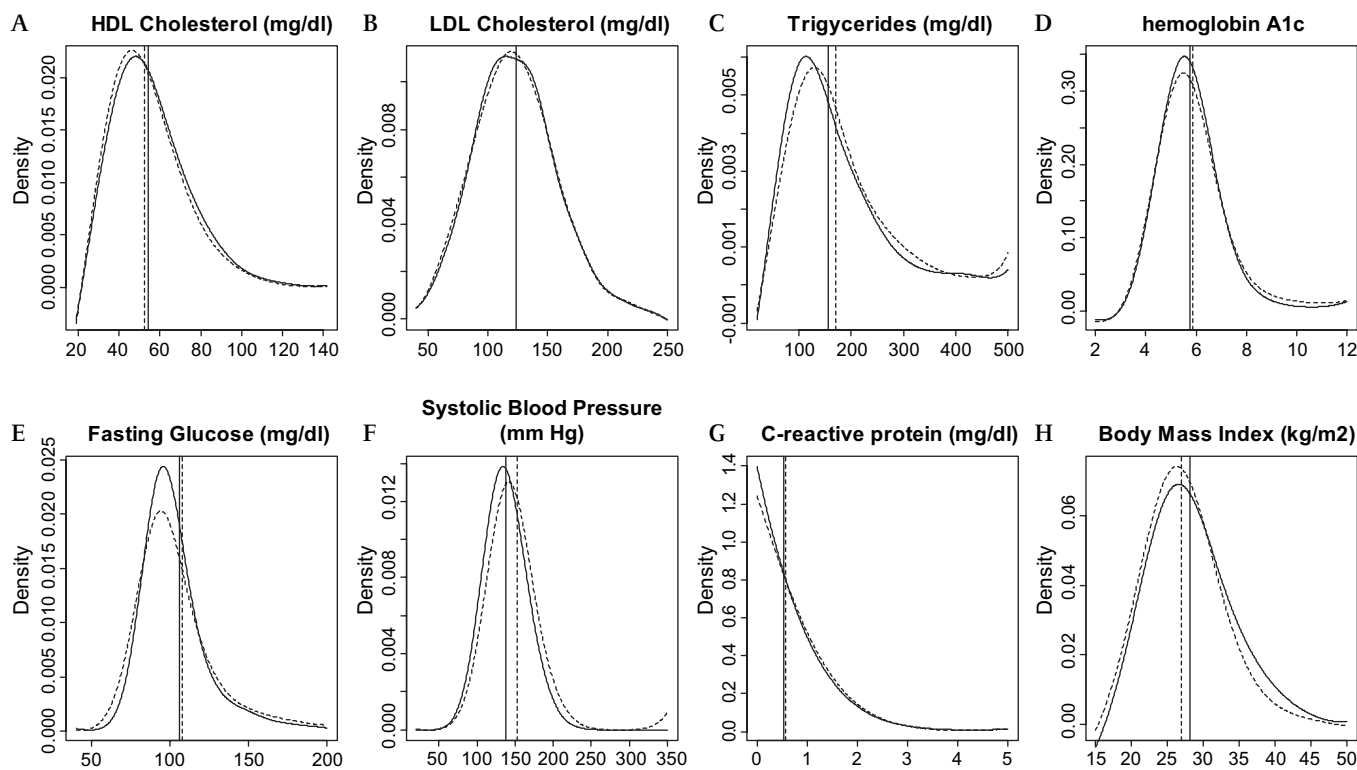 A HDL Cholesterol (mg/dl)
Density
0.000 0.005 0.010 0.015 0.020
20 40 60 80 100 120 140
B LDL Cholesterol (mg/dl)
Density
0.000 0.004 0.008
50 100 150 200 250
C Trigycerides (mg/dl)
Density
-0.001 0.001 0.003 0.005
100 200 300 400 500
D hemoglobin A1c
Density
0.00 0.10 0.20 0.30
2 4 6 8 10 12
E Fasting Glucose (mg/dl)
Density
0.000 0.005 0.010 0.015 0.020 0.025
50 100 150 200
F Systolic Blood Pressure
(mm Hg)
Density
0.000 0.004 0.008 0.012
50 100 150 200 250 300 350
G C-reactive protein (mg/dl)
Density
0.0 0.2 0.4 0.6 0.8 1.0 1.2 1.4
0 1 2 3 4 5
H Body Mass Index (kg/m2)
Density
0.00 0.02 0.04 0.06
15 20 25 30 35 40 45 50